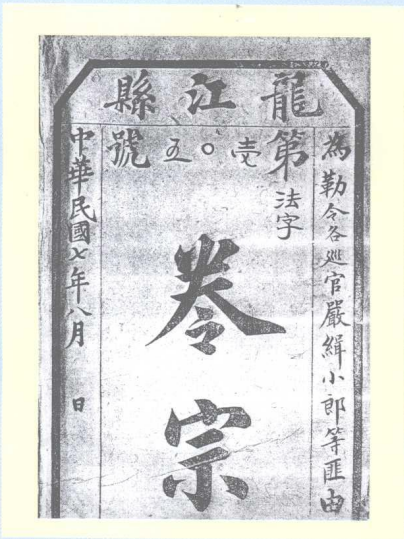 龍江縣
為勒令各廵官嚴緝小郎等匪由
第壹〇五號
法字
卷宗
中華民國七年八月 日